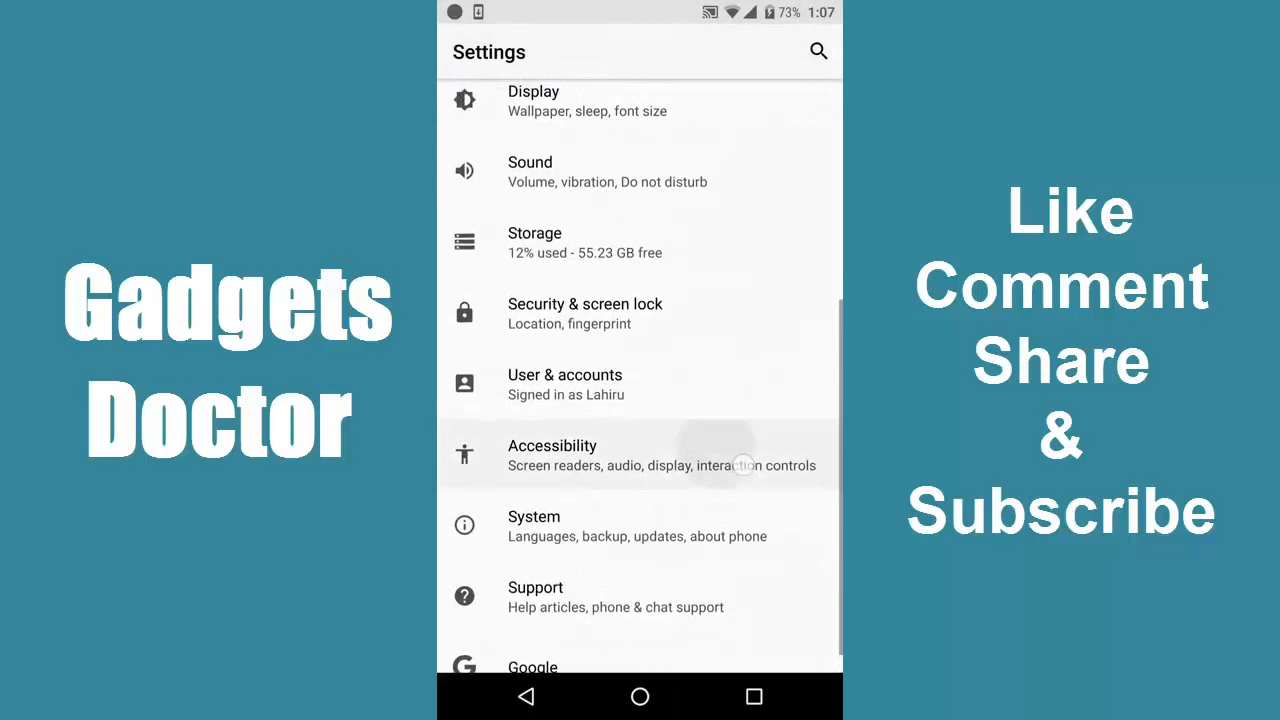 Gadgets
Doctor
73% 1:07
Settings
Display
Wallpaper, sleep, font size
Sound
Volume, vibration, Do not disturb
Storage
12% used - 55.23 GB free
Security & screen lock
Location, fingerprint
User & accounts
Signed in as Lahiru
Accessibility
Screen readers, audio, display, interaction controls
System
Languages, backup, updates, about phone
Support
Help articles, phone & chat support
Google
Like
Comment
Share
&
Subscribe